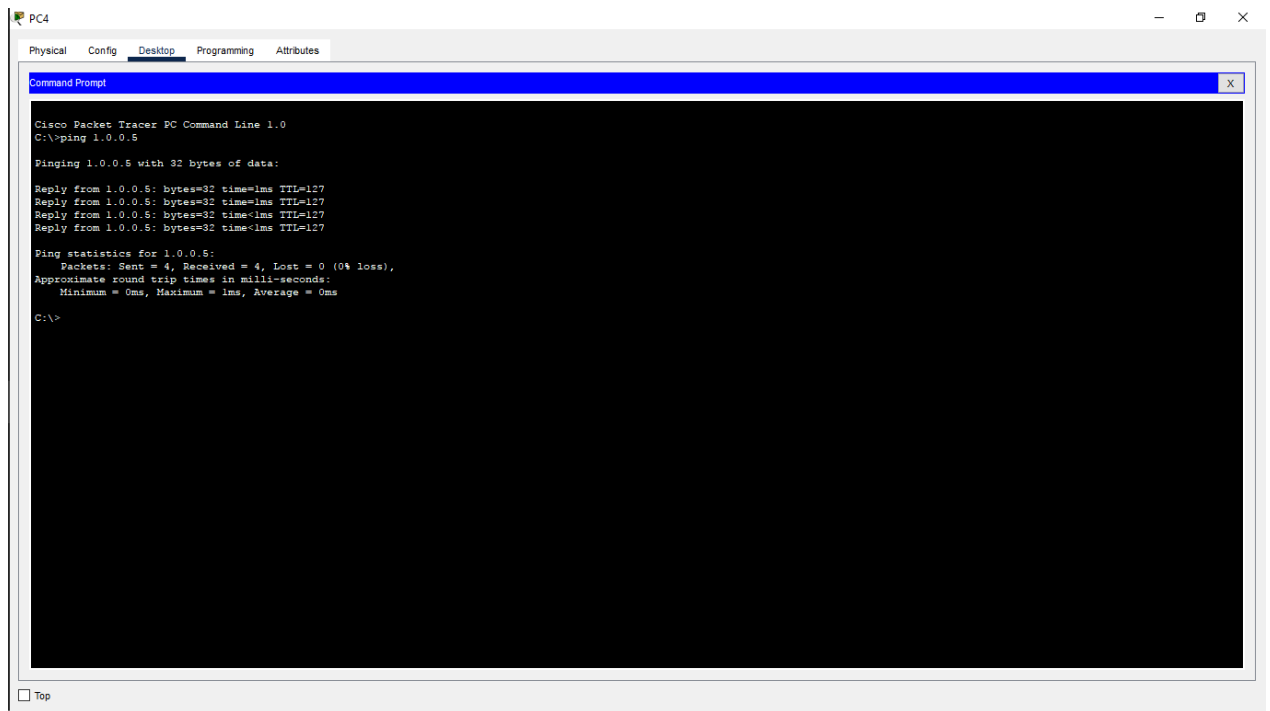 PC4
Physical Config Desktop Programming Attributes
Command Prompt
X
Cisco Packet Tracer PC Command Line 1.0
C:\>ping 1.0.0.5
Pinging 1.0.0.5 with 32 bytes of data:
Reply from 1.0.0.5: bytes=32 time=1ms TTL=127
Reply from 1.0.0.5: bytes=32 time=1ms TTL=127
Reply from 1.0.0.5: bytes=32 time<1ms TTL=127
Reply from 1.0.0.5: bytes=32 time<1ms TTL=127
Ping statistics for 1.0.0.5:
Packets: Sent = 4, Received = 4, Lost = 0 (0% loss),
Approximate round trip times in milli-seconds:
Minimum = 0ms, Maximum = 1ms, Average = 0ms
C:\>
Top